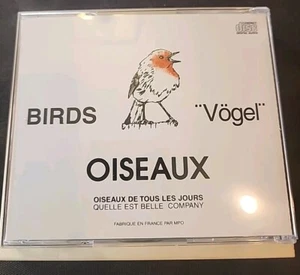 BIRDS
"Vögel"
OISEAUX
OISEAUX DE TOUS LES JOURS
QUELLE EST BELLE COMPANY
FABRIQUE EN FRANCE PAR MPO